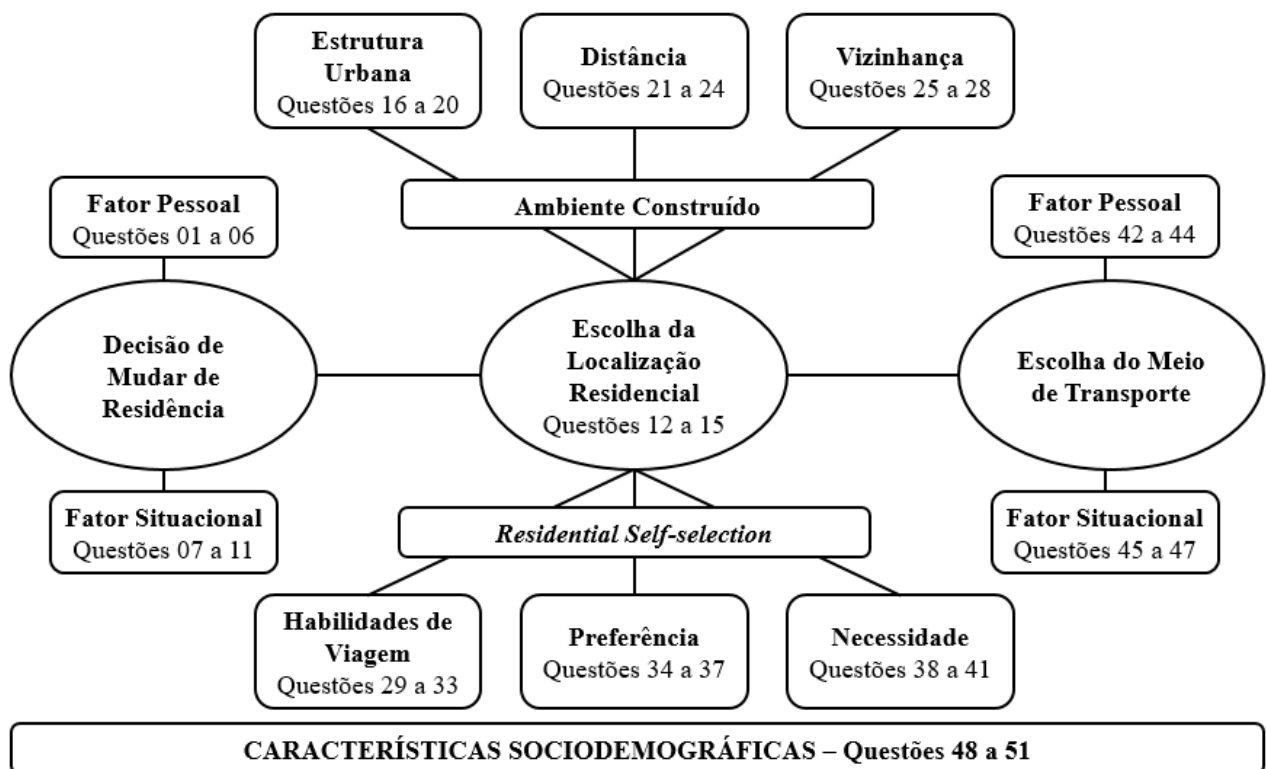 Estrutura
Urbana
Questões 16 a 20
Distância
Questões 21 a 24
Vizinhança
Questões 25 a 28
Fator Pessoal
Questões 01 a 06
Ambiente Construído
Fator Pessoal
Questões 42 a 44
Decisão de
Mudar de
Residência
Escolha da
Localização
Residencial
Questões 12 a 15
Escolha do Meio
de Transporte
Fator Situacional
Questões 07 a 11
Residential Self-selection
Fator Situacional
Questões 45 a 47
Habilidades de
Viagem
Questões 29 a 33
Preferência
Questões 34 a 37
Necessidade
Questões 38 a 41
CARACTERÍSTICAS SOCIODEMOGRÁFICAS – Questões 48 a 51